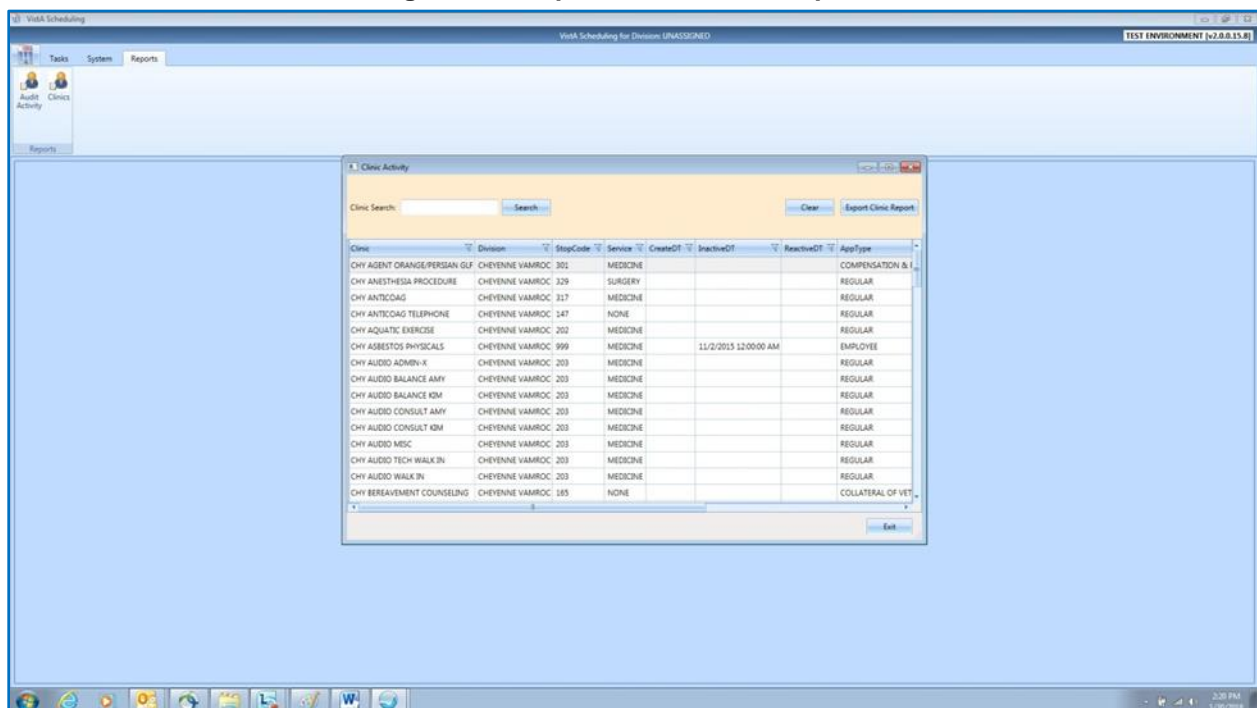 VistA Scheduling
VistA Scheduling for Division: UNASSIGNED
TEST ENVIRONMENT [v2.0.0.15.8]
Tasks System Reports
Audit Activity Clinics
Reports
Clinic Activity
Clinic Search: Search Clear Export Clinic Report
Clinic Division StopCode Service CreateDT InactiveDT ReactiveDT AppType
CHY AGENT ORANGE/PERSIAN GLF CHEYENNE VAMROC 301 MEDICINE COMPENSATION &
CHY ANESTHESIA PROCEDURE CHEYENNE VAMROC 329 SURGERY REGULAR
CHY ANTICOAG CHEYENNE VAMROC 317 MEDICINE REGULAR
CHY ANTICOAG TELEPHONE CHEYENNE VAMROC 147 NONE REGULAR
CHY AQUATIC EXERCISE CHEYENNE VAMROC 202 MEDICINE REGULAR
CHY ASBESTOS PHYSICALS CHEYENNE VAMROC 999 MEDICINE 11/2/2015 12:00:00 AM EMPLOYEE
CHY AUDIO ADMIN-X CHEYENNE VAMROC 203 MEDICINE REGULAR
CHY AUDIO BALANCE AMY CHEYENNE VAMROC 203 MEDICINE REGULAR
CHY AUDIO BALANCE KIM CHEYENNE VAMROC 203 MEDICINE REGULAR
CHY AUDIO CONSULT AMY CHEYENNE VAMROC 203 MEDICINE REGULAR
CHY AUDIO CONSULT KIM CHEYENNE VAMROC 203 MEDICINE REGULAR
CHY AUDIO MISC CHEYENNE VAMROC 203 MEDICINE REGULAR
CHY AUDIO TECH WALK IN CHEYENNE VAMROC 203 MEDICINE REGULAR
CHY AUDIO WALK IN CHEYENNE VAMROC 203 MEDICINE REGULAR
CHY BEREAVEMENT COUNSELING CHEYENNE VAMROC 165 NONE COLLATERAL OF VET
Exit
2:20 PM